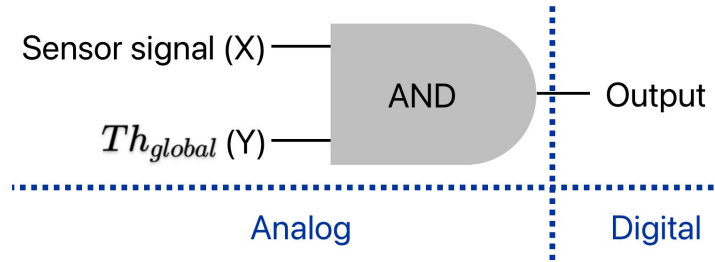 Sensor signal (X)
AND
Output
Th_global (Y)
Analog
Digital